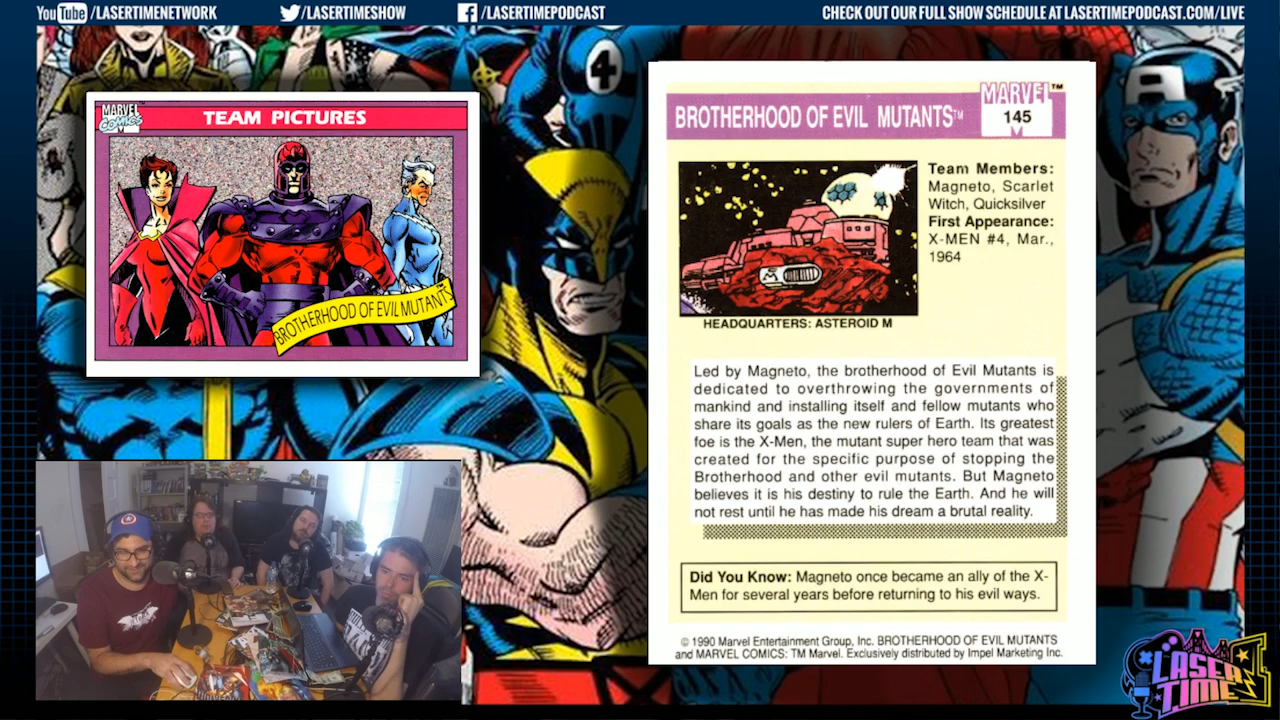 You Tube /LASERTIMENETWORK
/LASERTIMESHOW
/LASERTIMEPODCAST
CHECK OUT OUR FULL SHOW SCHEDULE AT LASERTIMEPODCAST.COM/LIVE
MARVEL
COMICS
TEAM PICTURES
BROTHERHOOD OF EVIL MUTANTS
4
A
BROTHERHOOD OF EVIL MUTANTS™
MARVEL™
145
Team Members:
Magneto, Scarlet
Witch, Quicksilver
First Appearance:
X-MEN #4, Mar.,
1964
M
HEADQUARTERS: ASTEROID M
Led by Magneto, the brotherhood of Evil Mutants is
dedicated to overthrowing the governments of
mankind and installing itself and fellow mutants who
share its goals as the new rulers of Earth. Its greatest
foe is the X-Men, the mutant super hero team that was
created for the specific purpose of stopping the
Brotherhood and other evil mutants. But Magneto
believes it is his destiny to rule the Earth. And he will
not rest until he has made his dream a brutal reality.
Did You Know: Magneto once became an ally of the X-
Men for several years before returning to his evil ways.
© 1990 Marvel Entertainment Group, Inc. BROTHERHOOD OF EVIL MUTANTS
and MARVEL COMICS: TM Marvel. Exclusively distributed by Impel Marketing Inc.
LASER
TIME